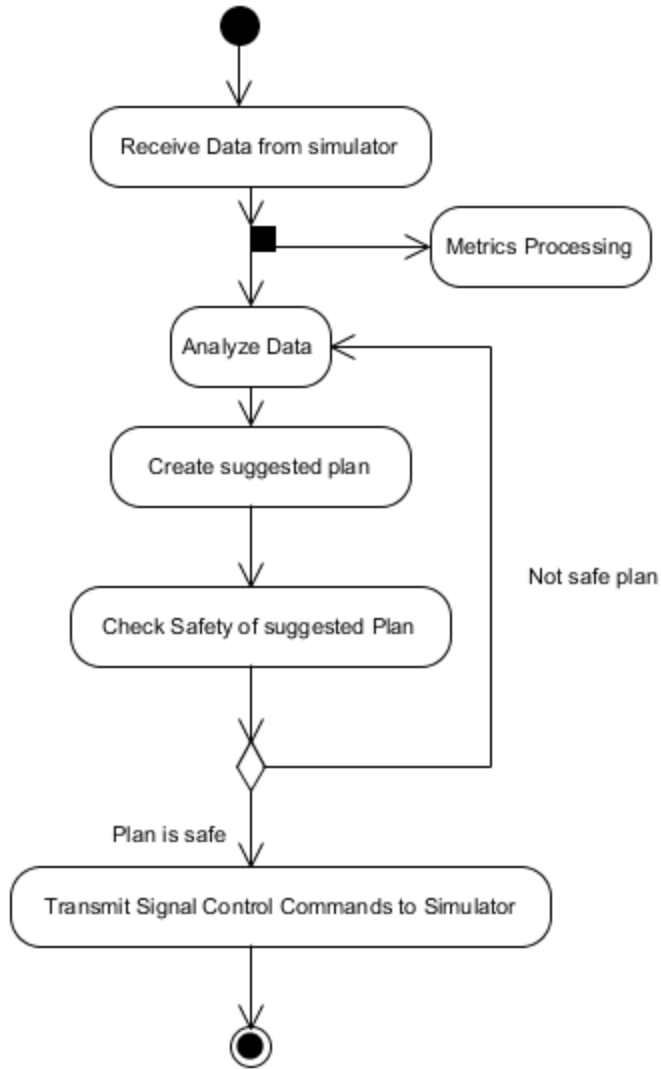 Receive Data from simulator
Metrics Processing
Analyze Data
Create suggested plan
Not safe plan
Check Safety of suggested Plan
Plan is safe
Transmit Signal Control Commands to Simulator